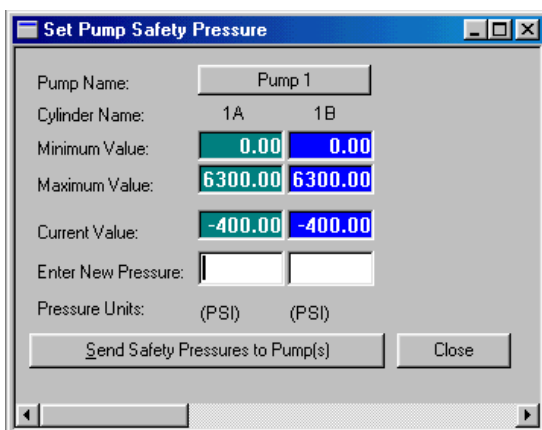 Set Pump Safety Pressure
Pump Name: Pump 1
Cylinder Name: 1A 1B
Minimum Value: 0.00 0.00
Maximum Value: 6300.00 6300.00
Current Value: -400.00 -400.00
Enter New Pressure:
Pressure Units: (PSI) (PSI)
Send Safety Pressures to Pump(s) Close